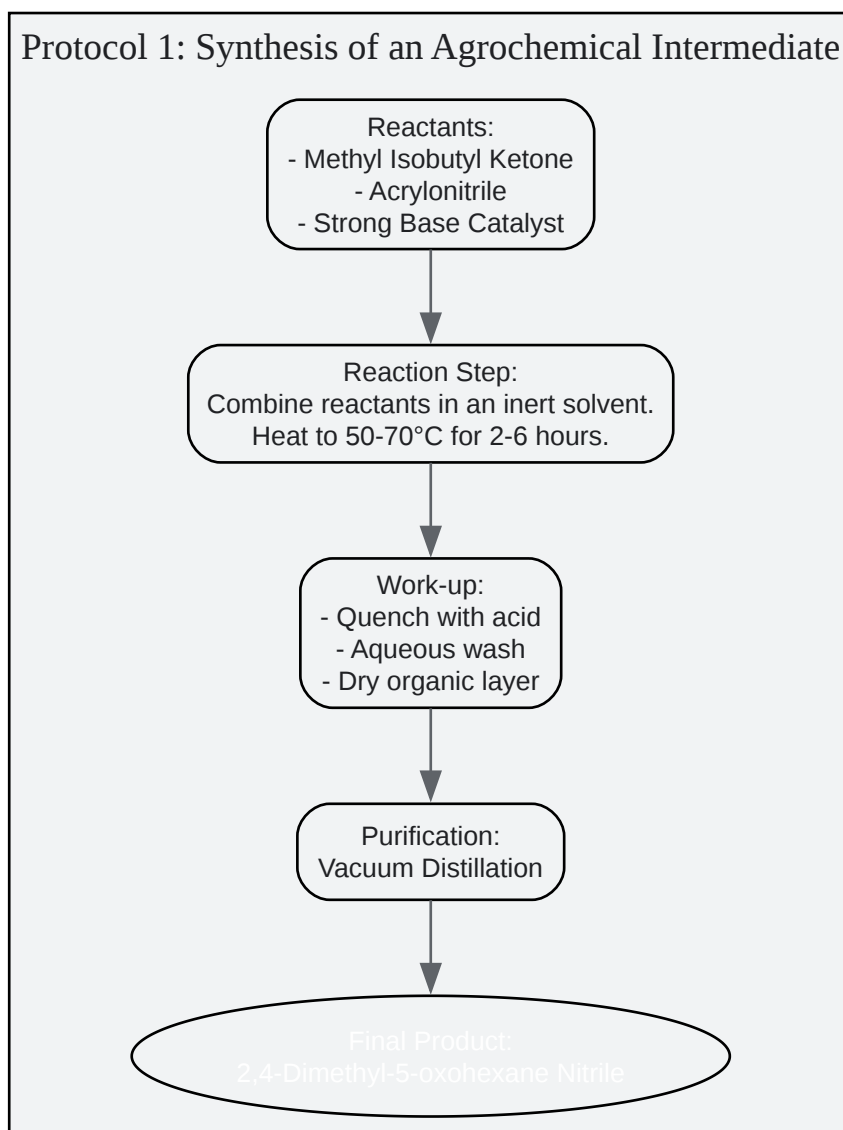 Protocol 1: Synthesis of an Agrochemical Intermediate
Reactants:
- Methyl Isobutyl Ketone
- Acrylonitrile
- Strong Base Catalyst
Reaction Step:
Combine reactants in an inert solvent.
Heat to 50-70°C for 2-6 hours.
Work-up:
- Quench with acid
- Aqueous wash
- Dry organic layer
Purification:
Vacuum Distillation
Final Product:
2,4-Dimethyl-5-oxohexane Nitrile